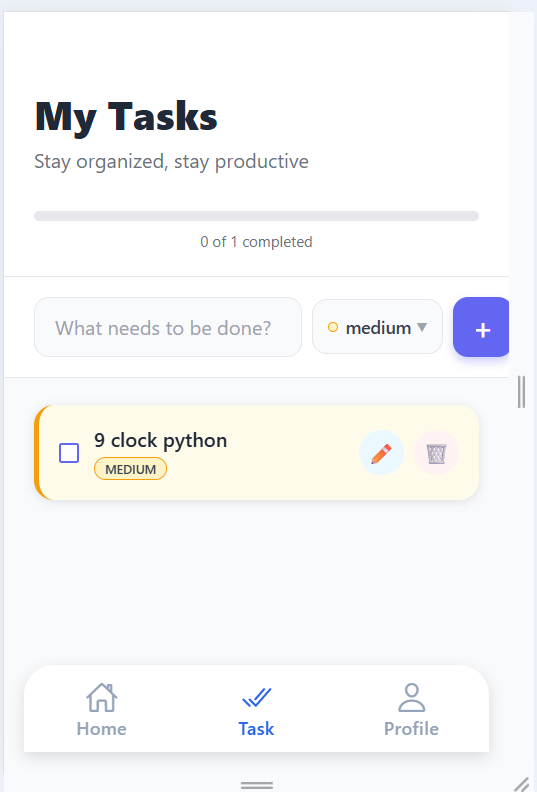 My Tasks
Stay organized, stay productive
0 of 1 completed
What needs to be done?
medium ▼
+
9 clock python
MEDIUM
Home
Task
Profile